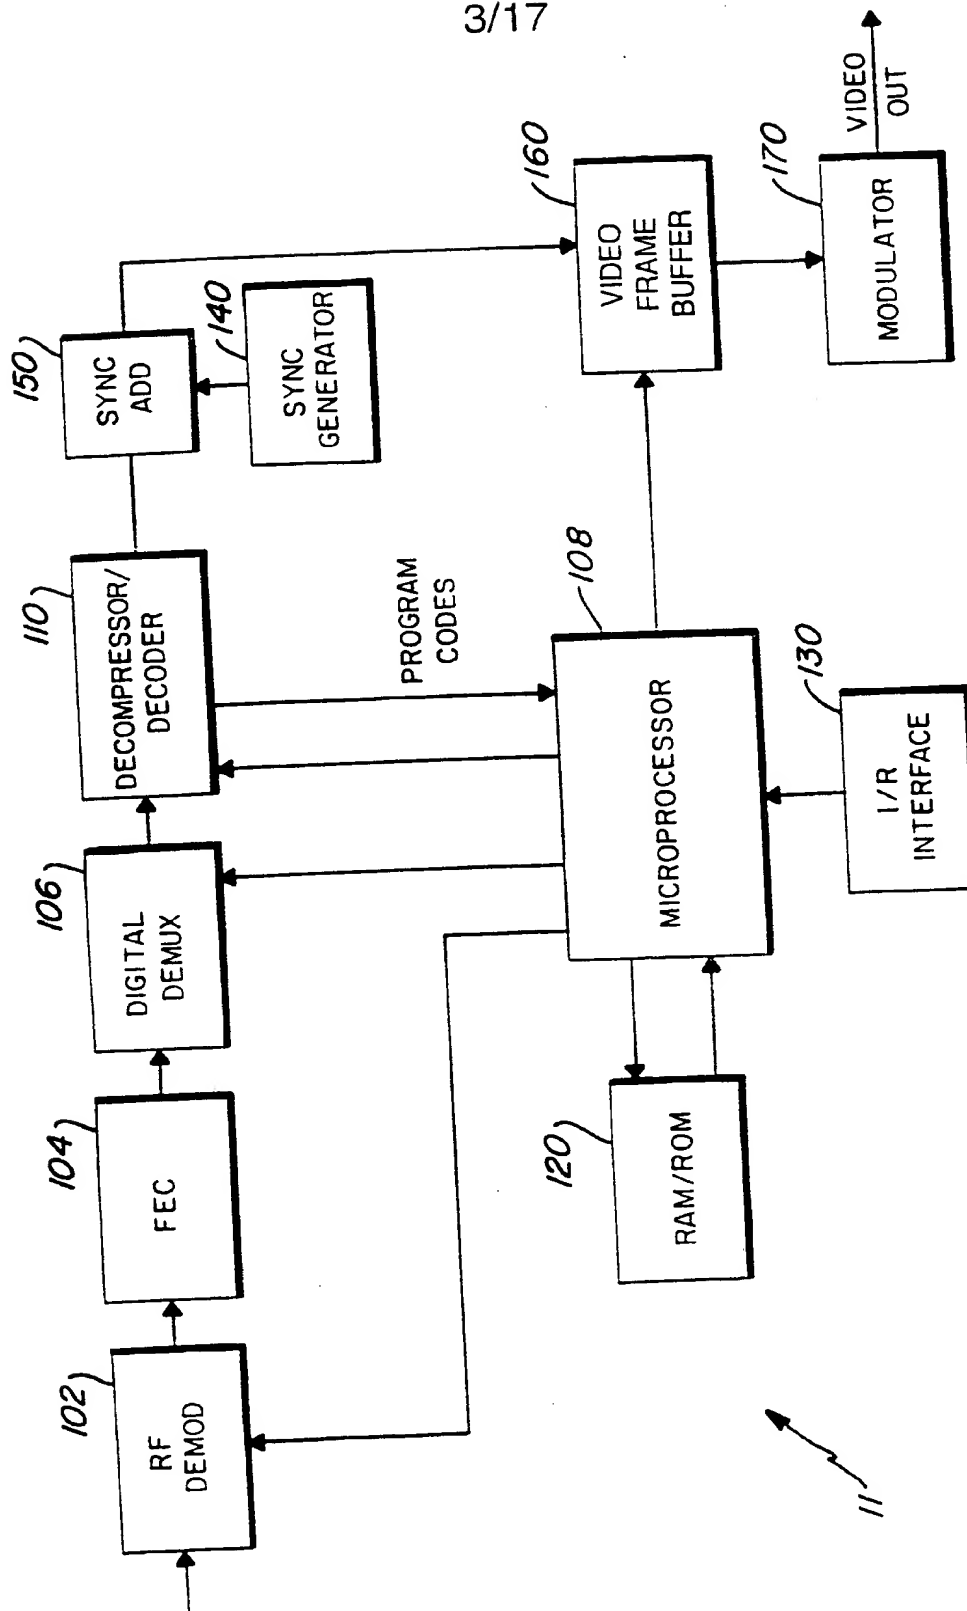 3/17
102
RF
DEMOD
104
FEC
106
DIGITAL
DEMUX
110
DECOMPRESSOR/
DECODER
150
SYNC
ADD
140
SYNC
GENERATOR
PROGRAM
CODES
120
RAM/ROM
108
MICROPROCESSOR
130
I/R
INTERFACE
160
VIDEO
FRAME
BUFFER
170
MODULATOR
VIDEO
OUT
11